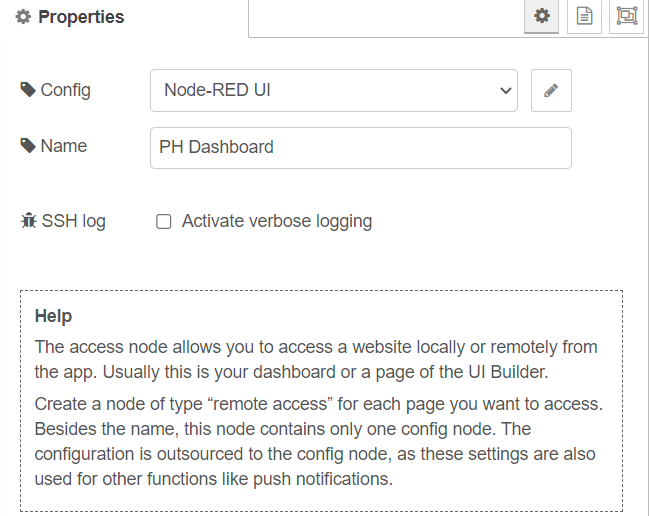 Properties
Config
Node-RED UI
Name
PH Dashboard
SSH log
Activate verbose logging
Help
The access node allows you to access a website locally or remotely from
the app. Usually this is your dashboard or a page of the UI Builder.
Create a node of type “remote access” for each page you want to access.
Besides the name, this node contains only one config node. The
configuration is outsourced to the config node, as these settings are also
used for other functions like push notifications.